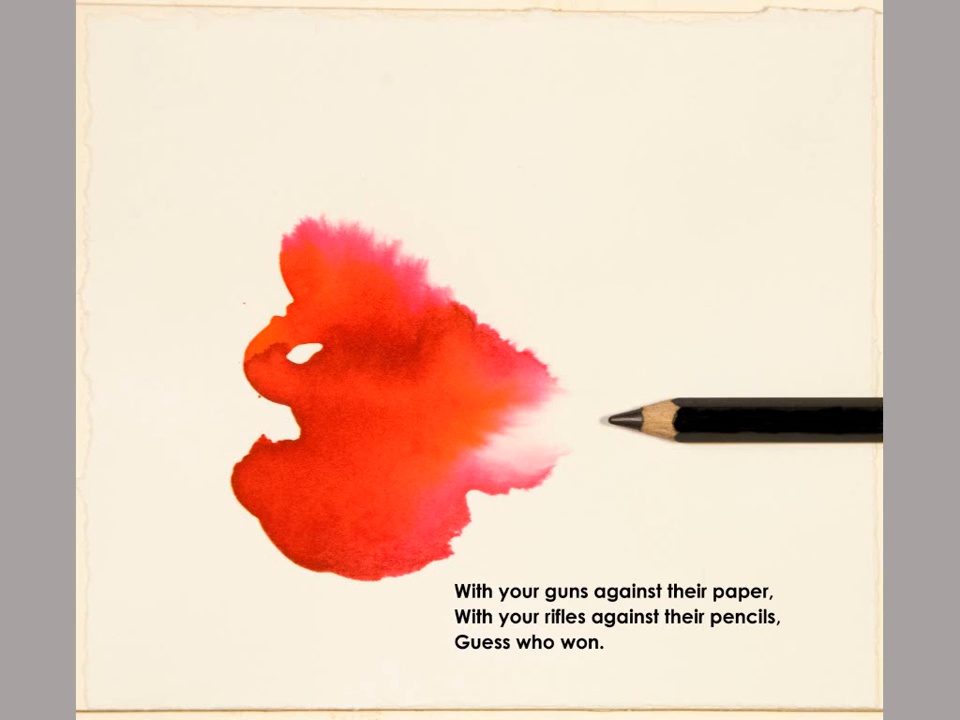 With your guns against their paper,
With your rifles against their pencils,
Guess who won.